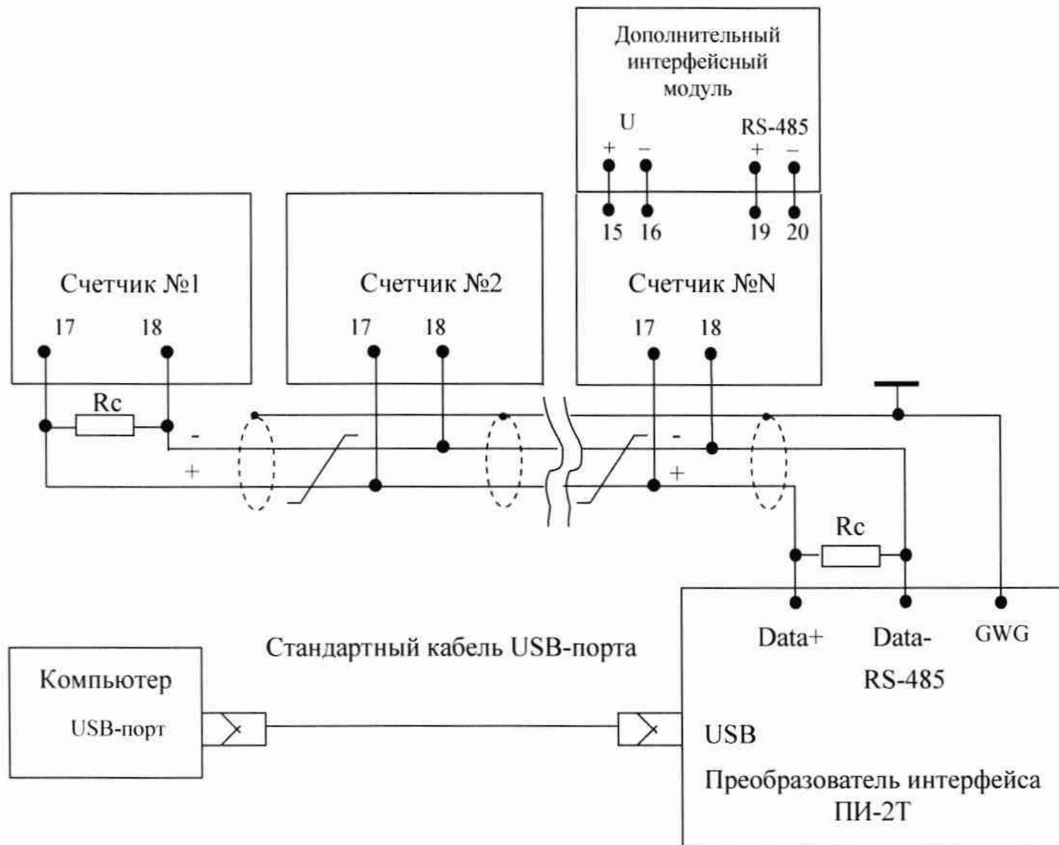 Дополнительный
интерфейсный
модуль
U
RS-485
+ –
+ –
15 16
19 20
Счетчик №1
Счетчик №2
Счетчик №N
17 18
17 18
17 18
Rc
-
+
-
+
Rc
Data+ Data- GWG
RS-485
Стандартный кабель USB-порта
Компьютер
USB-порт
USB
Преобразователь интерфейса
ПИ-2Т